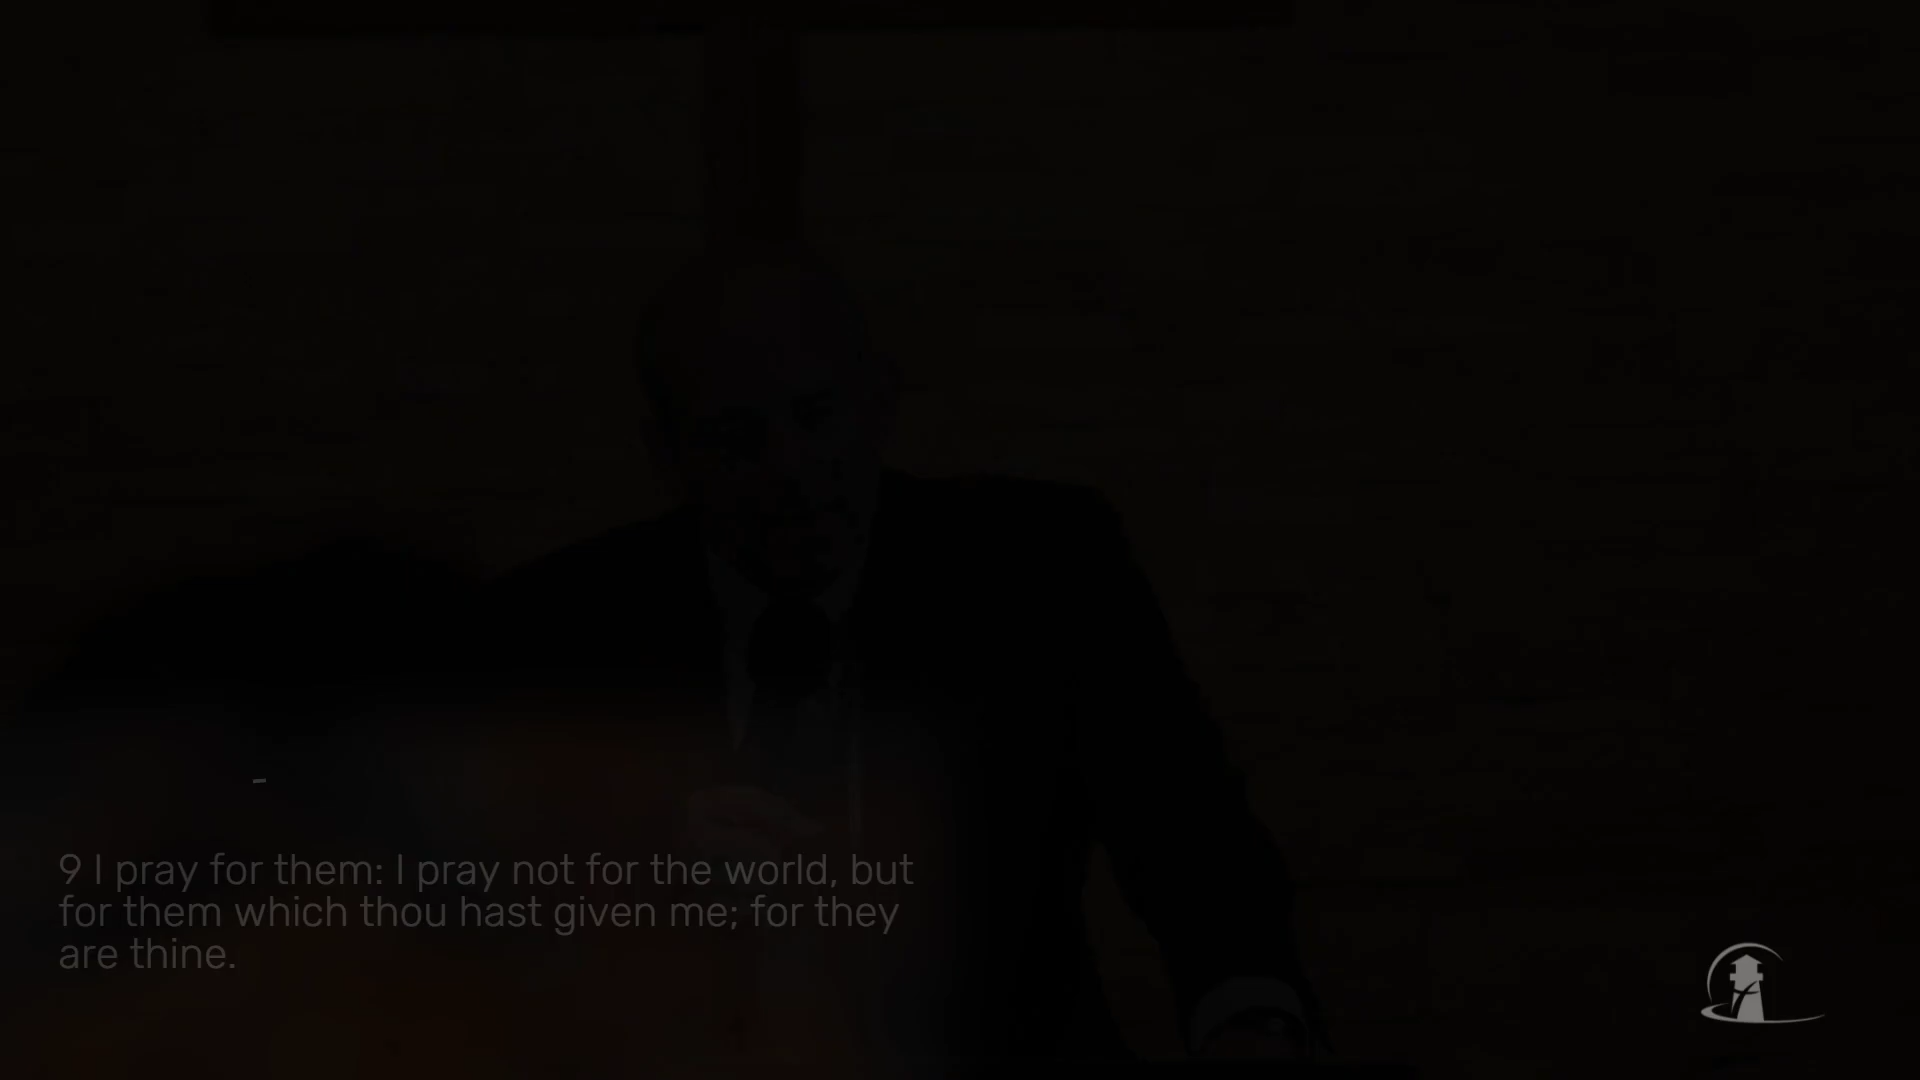 -
9 I pray for them: I pray not for the world, but
for them which thou hast given me; for they
are thine.